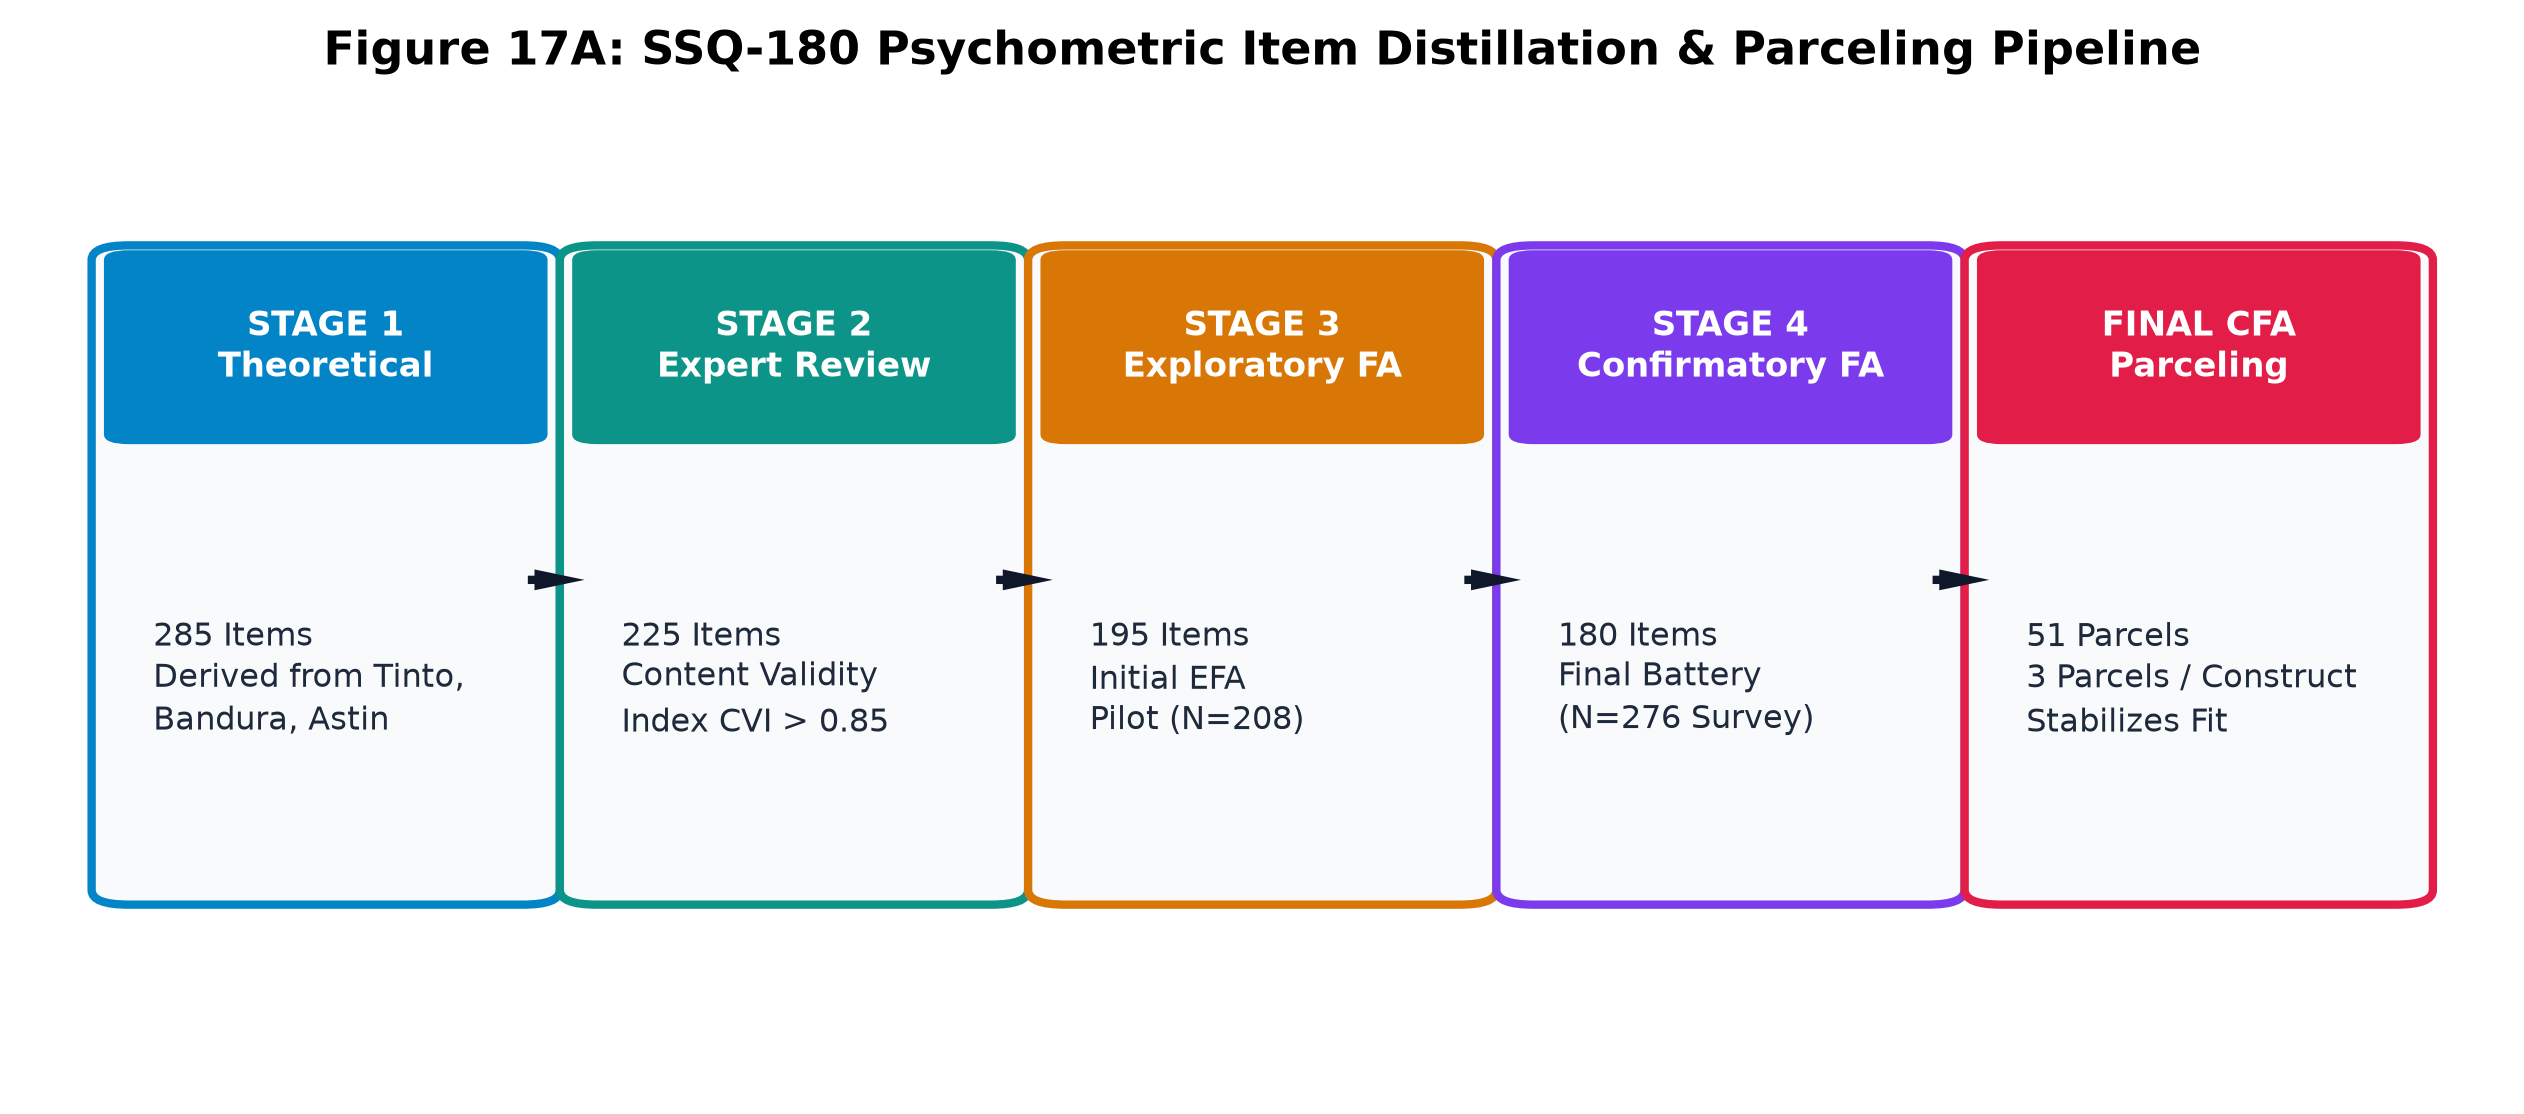 Figure 17A: SSQ-180 Psychometric Item Distillation & Parceling Pipeline
STAGE 1
Theoretical
285 Items
Derived from Tinto,
Bandura, Astin
STAGE 2
Expert Review
225 Items
Content Validity
Index CVI > 0.85
STAGE 3
Exploratory FA
195 Items
Initial EFA
Pilot (N=208)
STAGE 4
Confirmatory FA
180 Items
Final Battery
(N=276 Survey)
FINAL CFA
Parceling
51 Parcels
3 Parcels / Construct
Stabilizes Fit